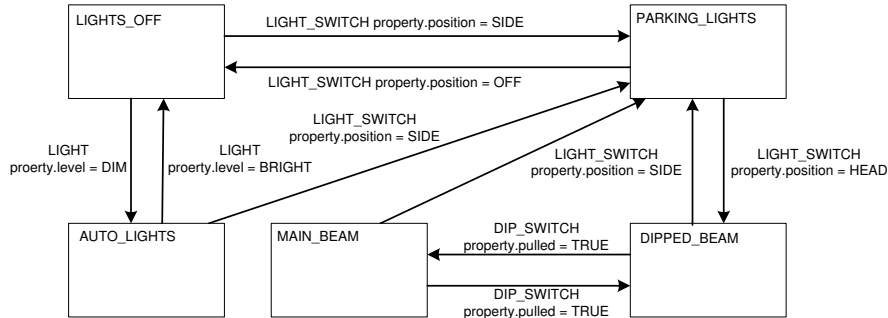 LIGHTS_OFF
LIGHT_SWITCH property.position = SIDE
PARKING_LIGHTS
LIGHT_SWITCH property.position = OFF
LIGHT_SWITCH
property.position = SIDE
LIGHT
proerty.level = DIM
LIGHT
proerty.level = BRIGHT
LIGHT_SWITCH
property.position = SIDE
LIGHT_SWITCH
property.position = HEAD
AUTO_LIGHTS
MAIN_BEAM
DIP_SWITCH
property.pulled = TRUE
DIPPED_BEAM
DIP_SWITCH
property.pulled = TRUE